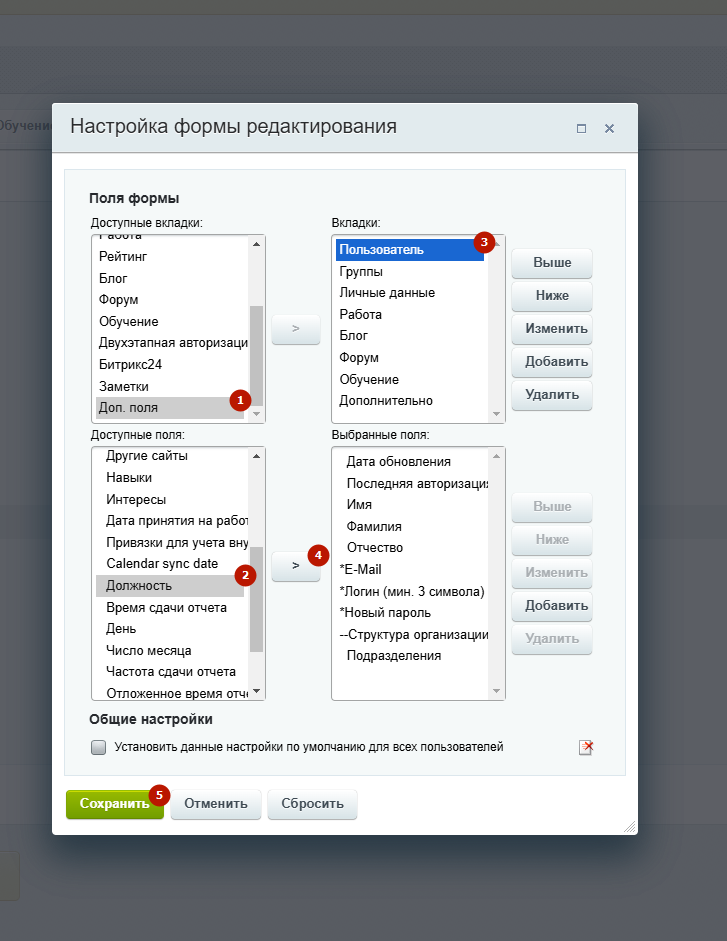 Обучение
Настройка формы редактирования
Поля формы
Доступные вкладки:
Работа
Рейтинг
Блог
Форум
Обучение
Двухэтапная авторизаци
Битрикс24
Заметки
Доп. поля
1
>
Вкладки:
Пользователь
3
Группы
Личные данные
Работа
Блог
Форум
Обучение
Дополнительно
Выше
Ниже
Изменить
Добавить
Удалить
Доступные поля:
Другие сайты
Навыки
Интересы
Дата принятия на работ
Привязки для учета вну
Calendar sync date
Должность
2
Время сдачи отчета
День
Число месяца
Частота сдачи отчета
Отложенное время отче
>
4
Выбранные поля:
Дата обновления
Последняя авторизация
Имя
Фамилия
Отчество
*E-Mail
*Логин (мин. 3 символа)
*Новый пароль
--Структура организации
Подразделения
Выше
Ниже
Изменить
Добавить
Удалить
Общие настройки
Установить данные настройки по умолчанию для всех пользователей
Сохранить
5
Отменить
Сбросить